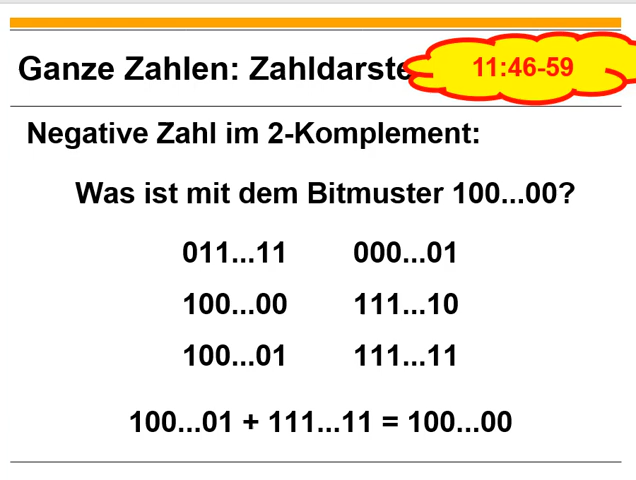 Ganze Zahlen: Zahldarste
11:46-59
Negative Zahl im 2-Komplement:
Was ist mit dem Bitmuster 100...00?
011...11 000...01
100...00 111...10
100...01 111...11
100...01 + 111...11 = 100...00